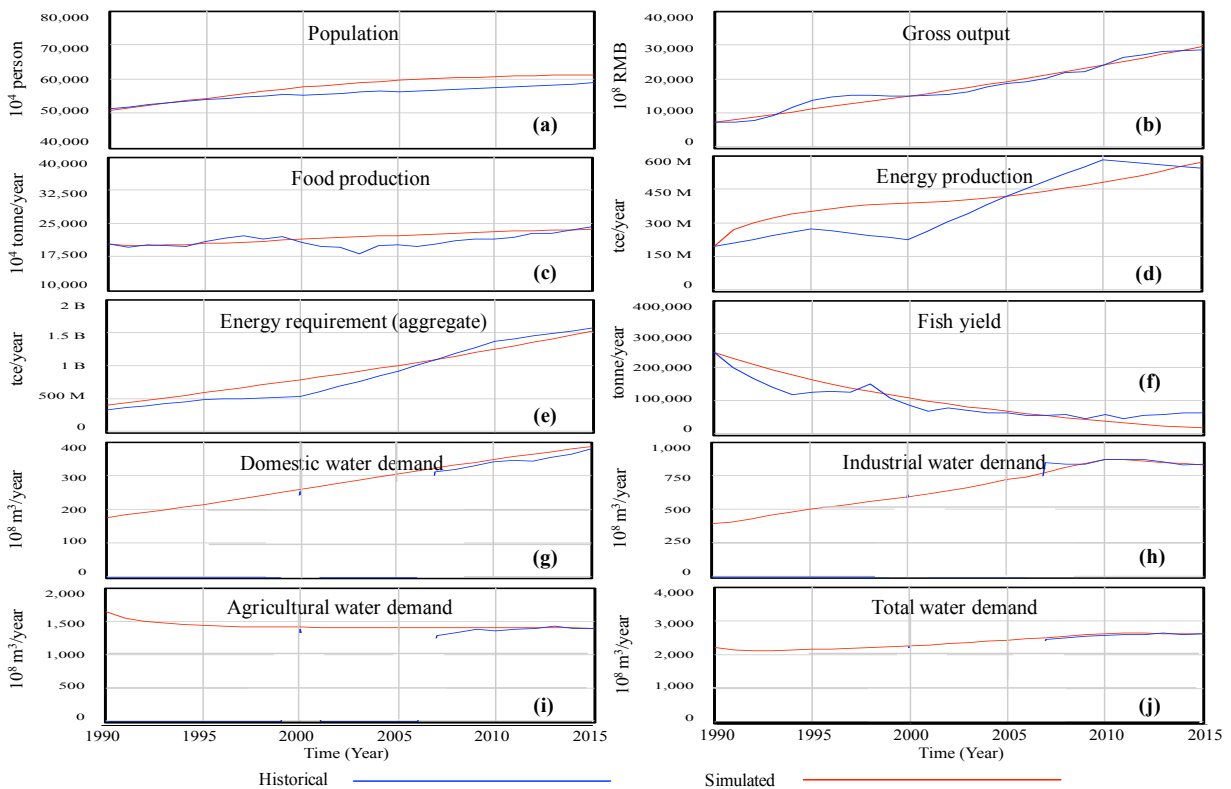 80,000
70,000
60,000
50,000
40,000
10⁴ person
Population
(a)
40,000
30,000
20,000
10,000
0
10⁸ RMB
Gross output
(b)
40,000
32,500
25,000
17,500
10,000
10⁴ tonne/year
Food production
(c)
600 M
450 M
300 M
150 M
0
tce/year
Energy production
(d)
2 B
1.5 B
1 B
500 M
0
tce/year
Energy requirement (aggregate)
(e)
400,000
300,000
200,000
100,000
0
tonne/year
Fish yield
(f)
400
300
200
100
0
10⁸ m³/year
Domestic water demand
(g)
1,000
750
500
250
0
10⁸ m³/year
Industrial water demand
(h)
2,000
1,500
1,000
500
0
10⁸ m³/year
Agricultural water demand
(i)
4,000
3,000
2,000
1,000
0
10⁸ m³/year
Total water demand
(j)
1990 1995 2000 2005 2010 2015
Time (Year)
1990 1995 2000 2005 2010 2015
Time (Year)
Historical
Simulated